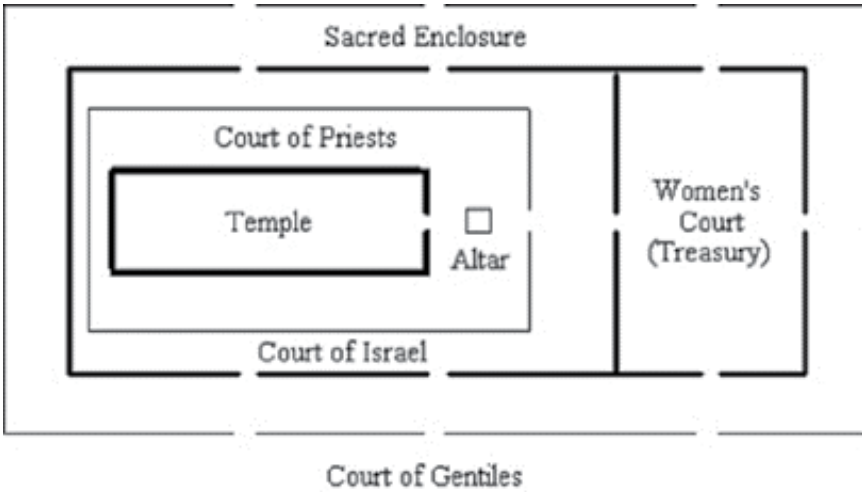 Sacred Enclosure
Court of Priests
Temple
Altar
Women's
Court
(Treasury)
Court of Israel
Court of Gentiles